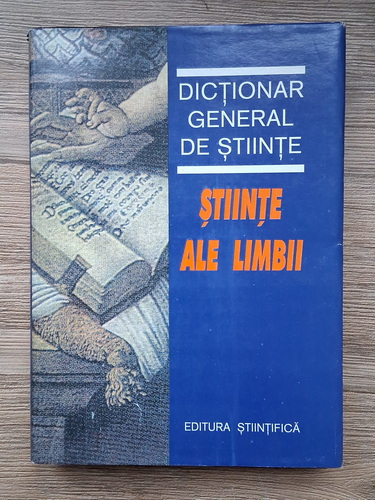 DICȚIONAR
GENERAL
DE ȘTIINȚE
ȘTIINȚE
ALE LIMBII
EDITURA ȘTIINȚIFICĂ